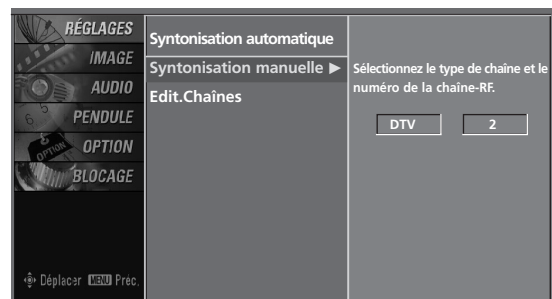 RÉGLAGES
IMAGE
AUDIO
PENDULE
OPTION
BLOCAGE
Déplacer MENU Préc.
Syntonisation automatique
Syntonisation manuelle ►
Edit.Chaînes
Sélectionnez le type de chaîne et le
numéro de la chaîne-RF.
DTV 2